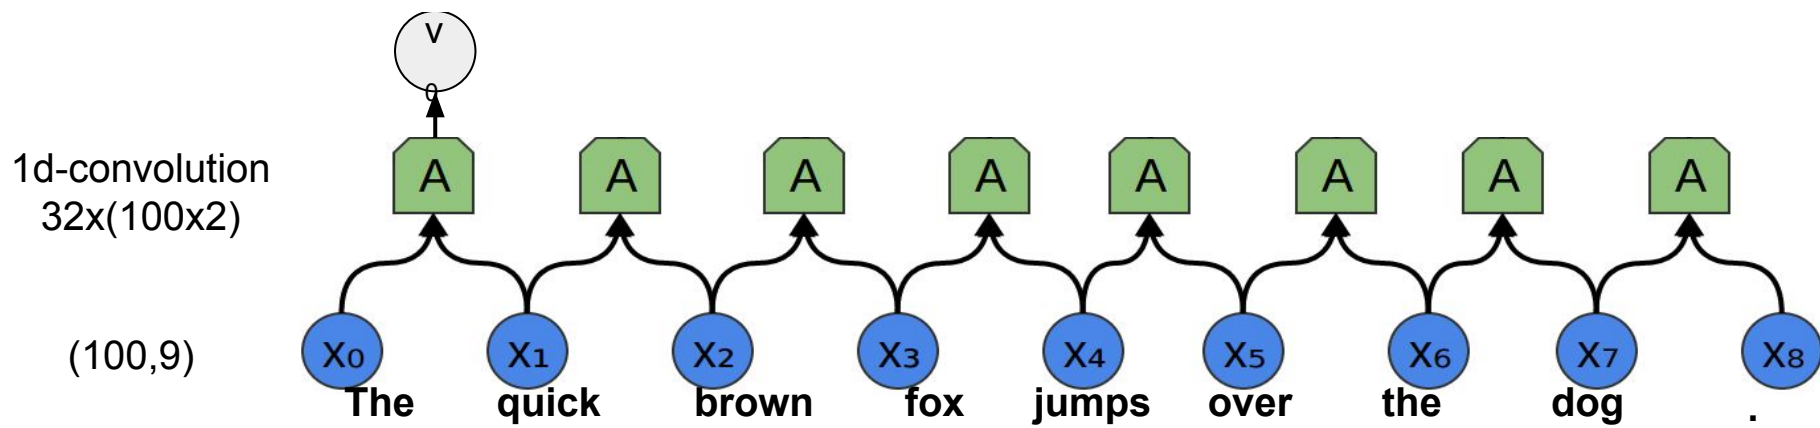 v
0
1d-convolution
32x(100x2)
A A A A A A A A
(100,9)
X0 X1 X2 X3 X4 X5 X6 X7 X8
The quick brown fox jumps over the dog .